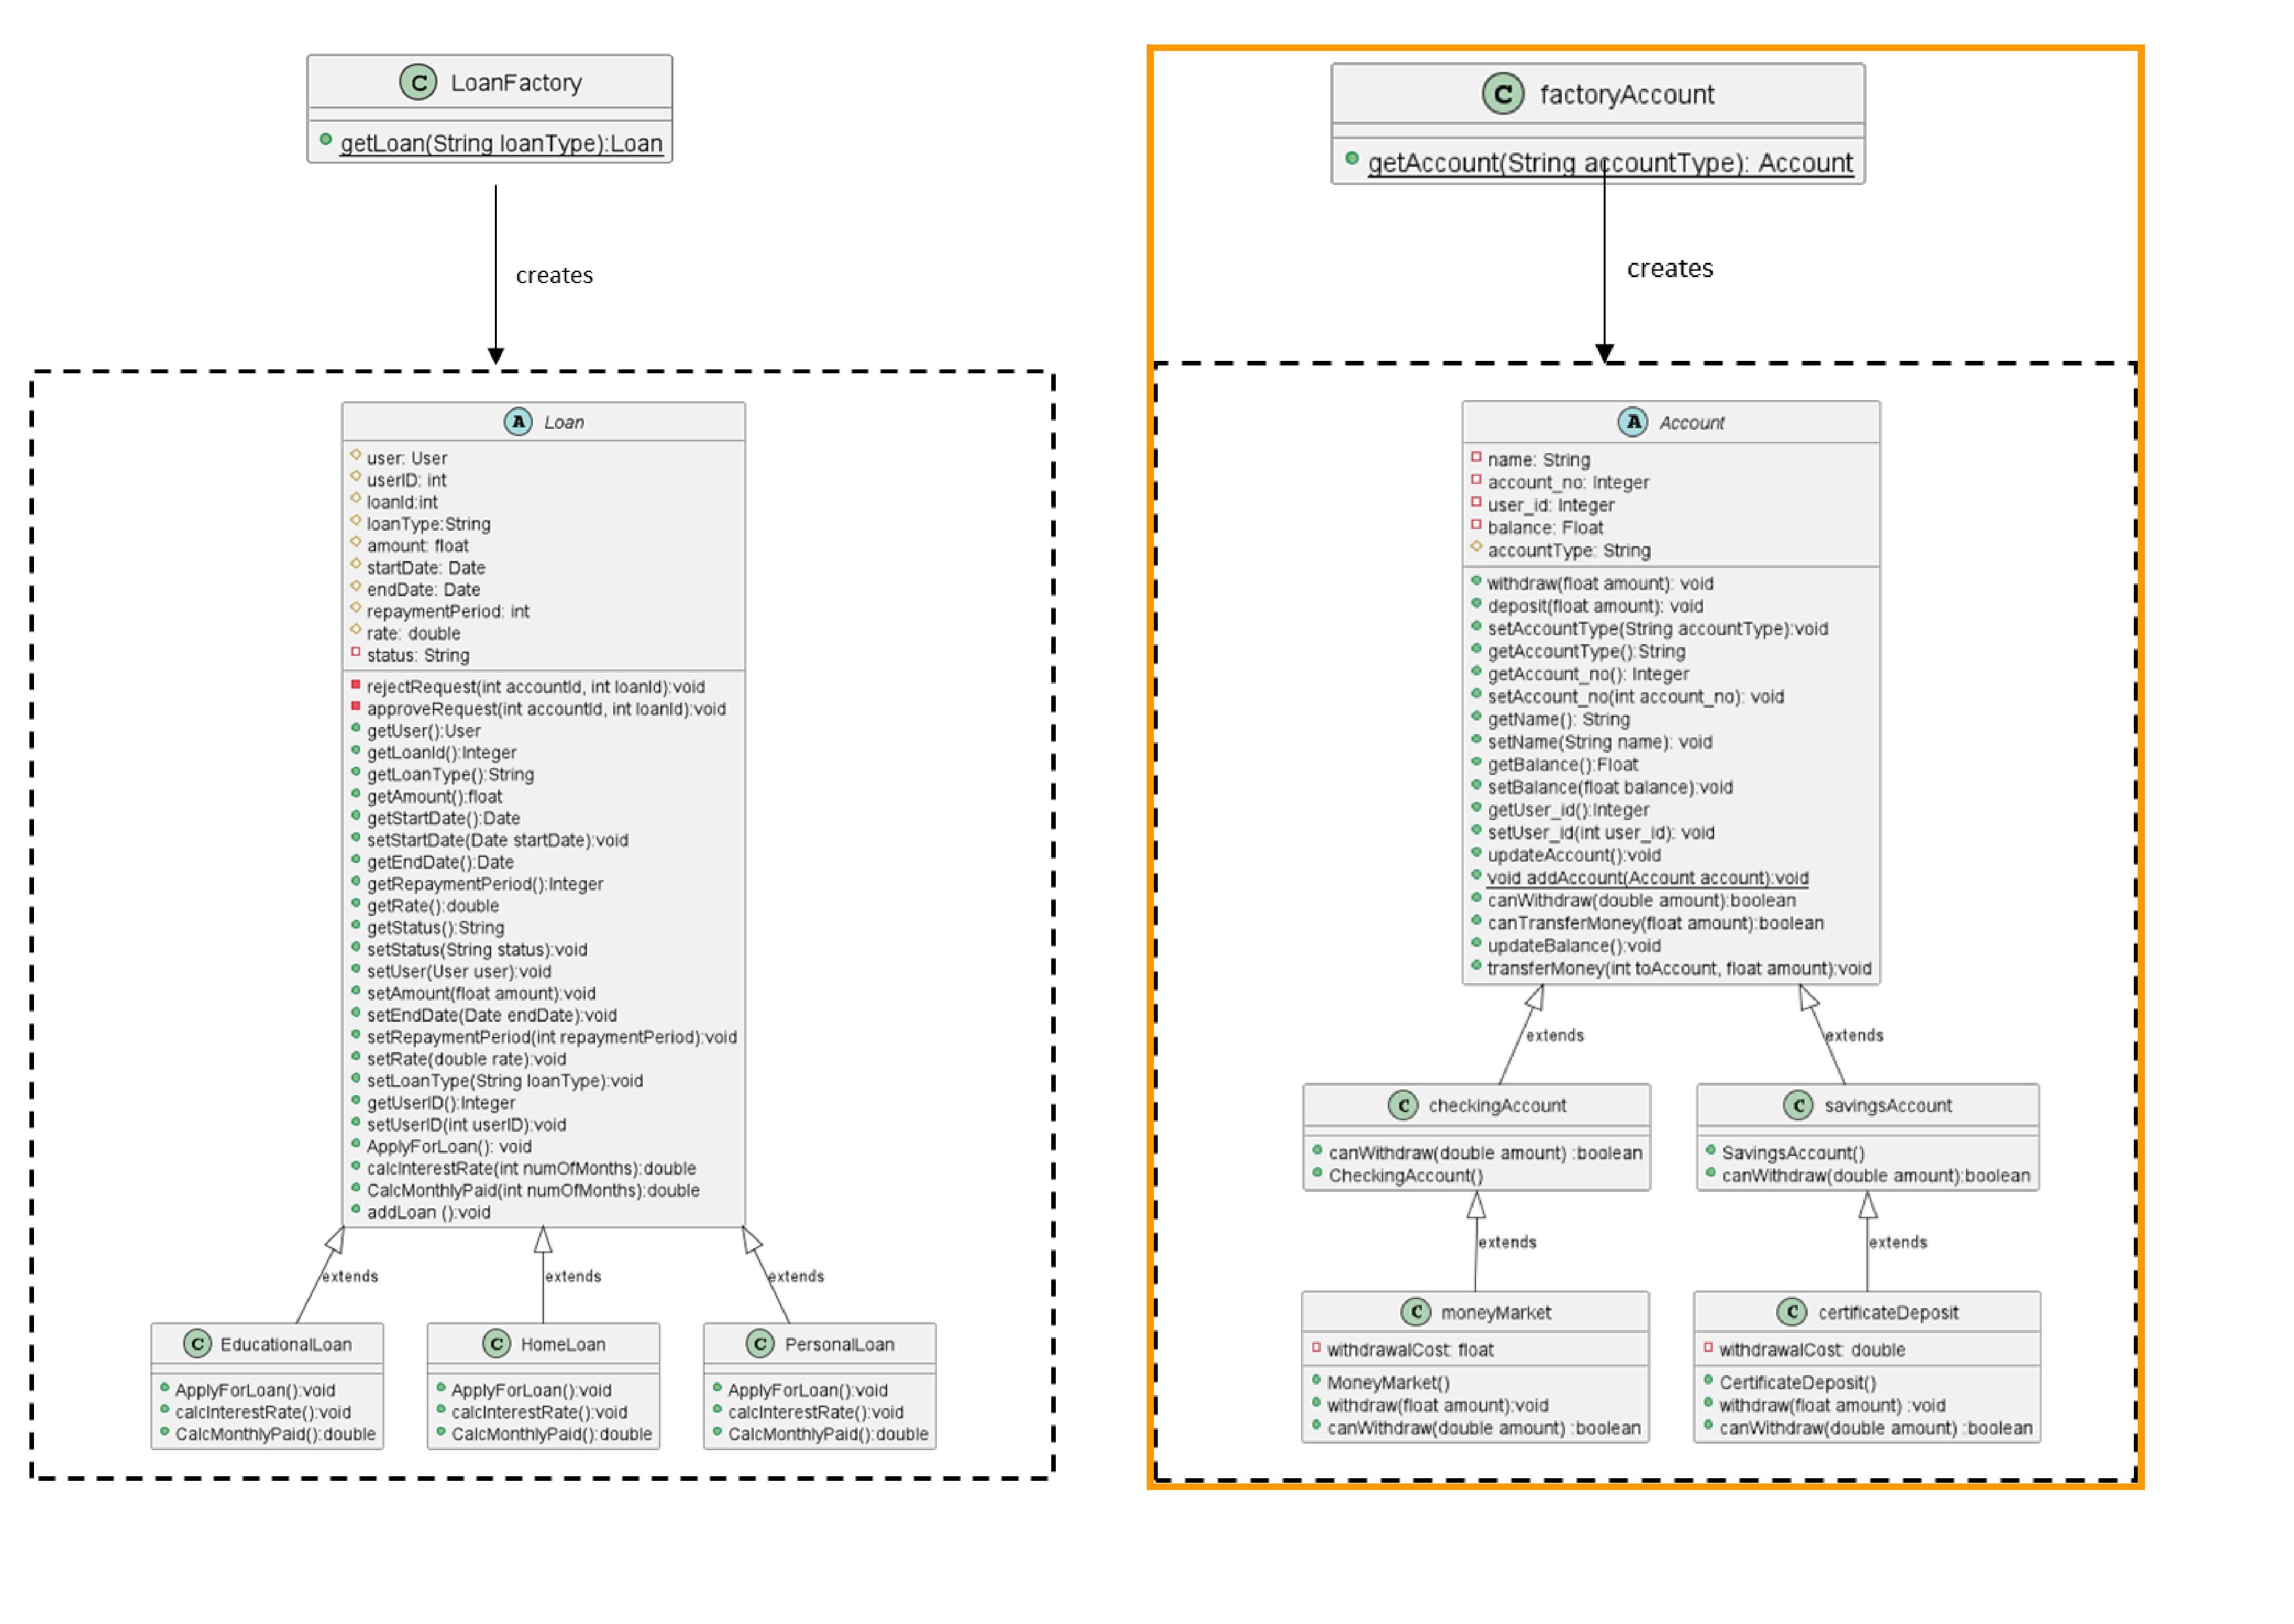 C LoanFactory
getLoan(String loanType):Loan
creates
A Loan
user: User
userID: int
loanId:int
loanType:String
amount: float
startDate: Date
endDate: Date
repaymentPeriod: int
rate: double
status: String
rejectRequest(int accountId, int loanId):void
approveRequest(int accountId, int loanId):void
getUser():User
getLoanId():Integer
getLoanType():String
getAmount():float
getStartDate():Date
setStartDate(Date startDate):void
getEndDate():Date
getRepaymentPeriod():Integer
getRate():double
getStatus():String
setStatus(String status):void
setUser(User user):void
setAmount(float amount):void
setEndDate(Date endDate):void
setRepaymentPeriod(int repaymentPeriod):void
setRate(double rate):void
setLoanType(String loanType):void
getUserID():Integer
setUserID(int userID):void
ApplyForLoan(): void
calcInterestRate(int numOfMonths):double
CalcMonthlyPaid(int numOfMonths):double
addLoan ():void
extends
extends
extends
C EducationalLoan
ApplyForLoan():void
calcInterestRate():void
CalcMonthlyPaid():double
C HomeLoan
ApplyForLoan():void
calcInterestRate():void
CalcMonthlyPaid():double
C PersonalLoan
ApplyForLoan():void
calcInterestRate():void
CalcMonthlyPaid():double
C factoryAccount
getAccount(String accountType): Account
creates
A Account
name: String
account_no: Integer
user_id: Integer
balance: Float
accountType: String
withdraw(float amount): void
deposit(float amount): void
setAccountType(String accountType):void
getAccountType():String
getAccount_no(): Integer
setAccount_no(int account_no): void
getName(): String
setName(String name): void
getBalance():Float
setBalance(float balance):void
getUser_id():Integer
setUser_id(int user_id): void
updateAccount():void
void addAccount(Account account):void
canWithdraw(double amount):boolean
canTransferMoney(float amount):boolean
updateBalance():void
transferMoney(int toAccount, float amount):void
extends
extends
C checkingAccount
canWithdraw(double amount) :boolean
CheckingAccount()
C savingsAccount
SavingsAccount()
canWithdraw(double amount):boolean
extends
extends
C moneyMarket
withdrawalCost: float
MoneyMarket()
withdraw(float amount):void
canWithdraw(double amount) :boolean
C certificateDeposit
withdrawalCost: double
CertificateDeposit()
withdraw(float amount) :void
canWithdraw(double amount) :boolean